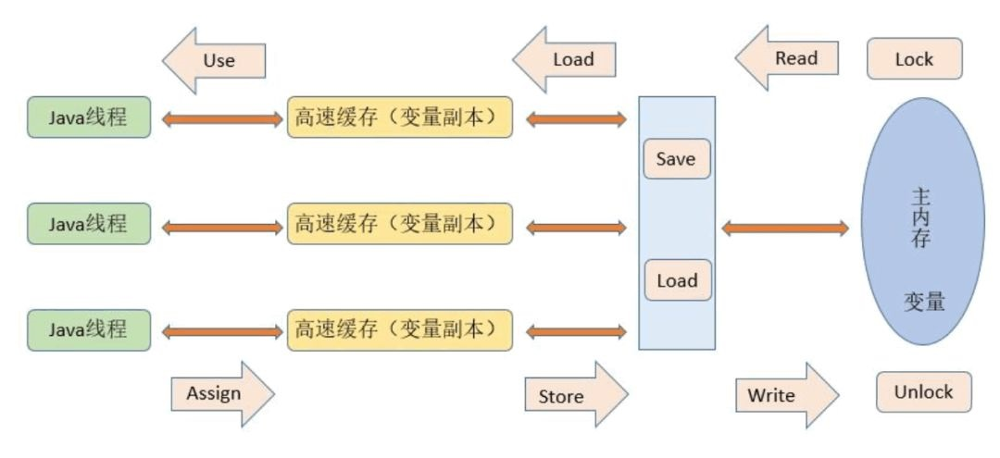 Use
Load
Read
Lock
Java线程
高速缓存（变量副本）
Save
Java线程
高速缓存（变量副本）
主内存
Load
变量
Java线程
高速缓存（变量副本）
Assign
Store
Write
Unlock